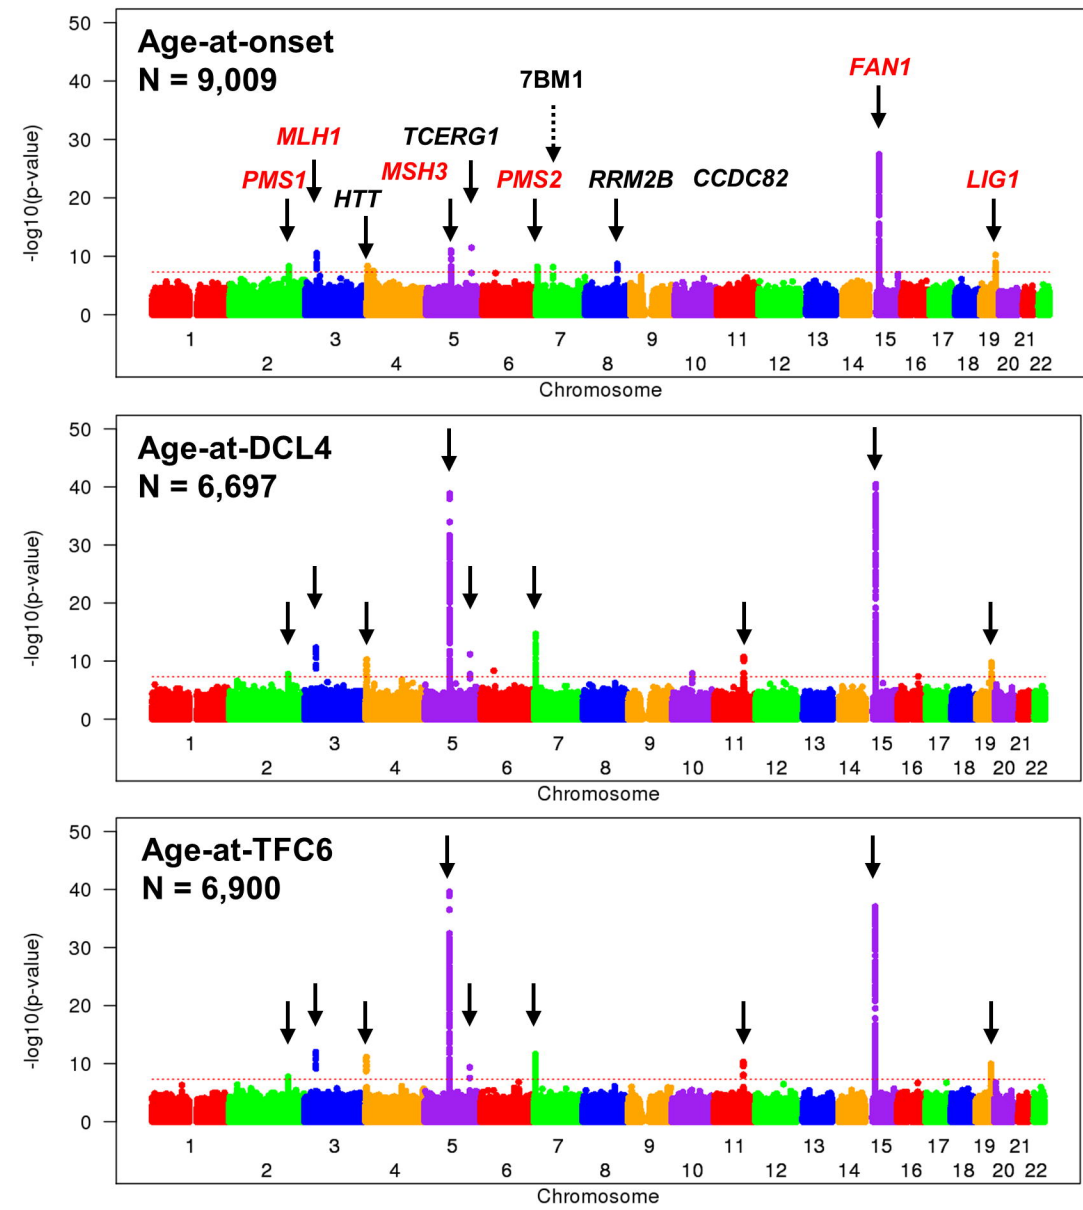 Age-at-onset
N = 9,009
-log10(p-value)
50
40
30
20
10
0
PMS1
MLH1
HTT
MSH3
TCERG1
PMS2
7BM1
RRM2B
CCDC82
FAN1
LIG1
1 3 5 7 9 11 13 15 17 19 21
2 4 6 8 10 12 14 16 18 20 22
Chromosome
Age-at-DCL4
N = 6,697
-log10(p-value)
50
40
30
20
10
0
1 3 5 7 9 11 13 15 17 19 21
2 4 6 8 10 12 14 16 18 20 22
Chromosome
Age-at-TFC6
N = 6,900
-log10(p-value)
50
40
30
20
10
0
1 3 5 7 9 11 13 15 17 19 21
2 4 6 8 10 12 14 16 18 20 22
Chromosome